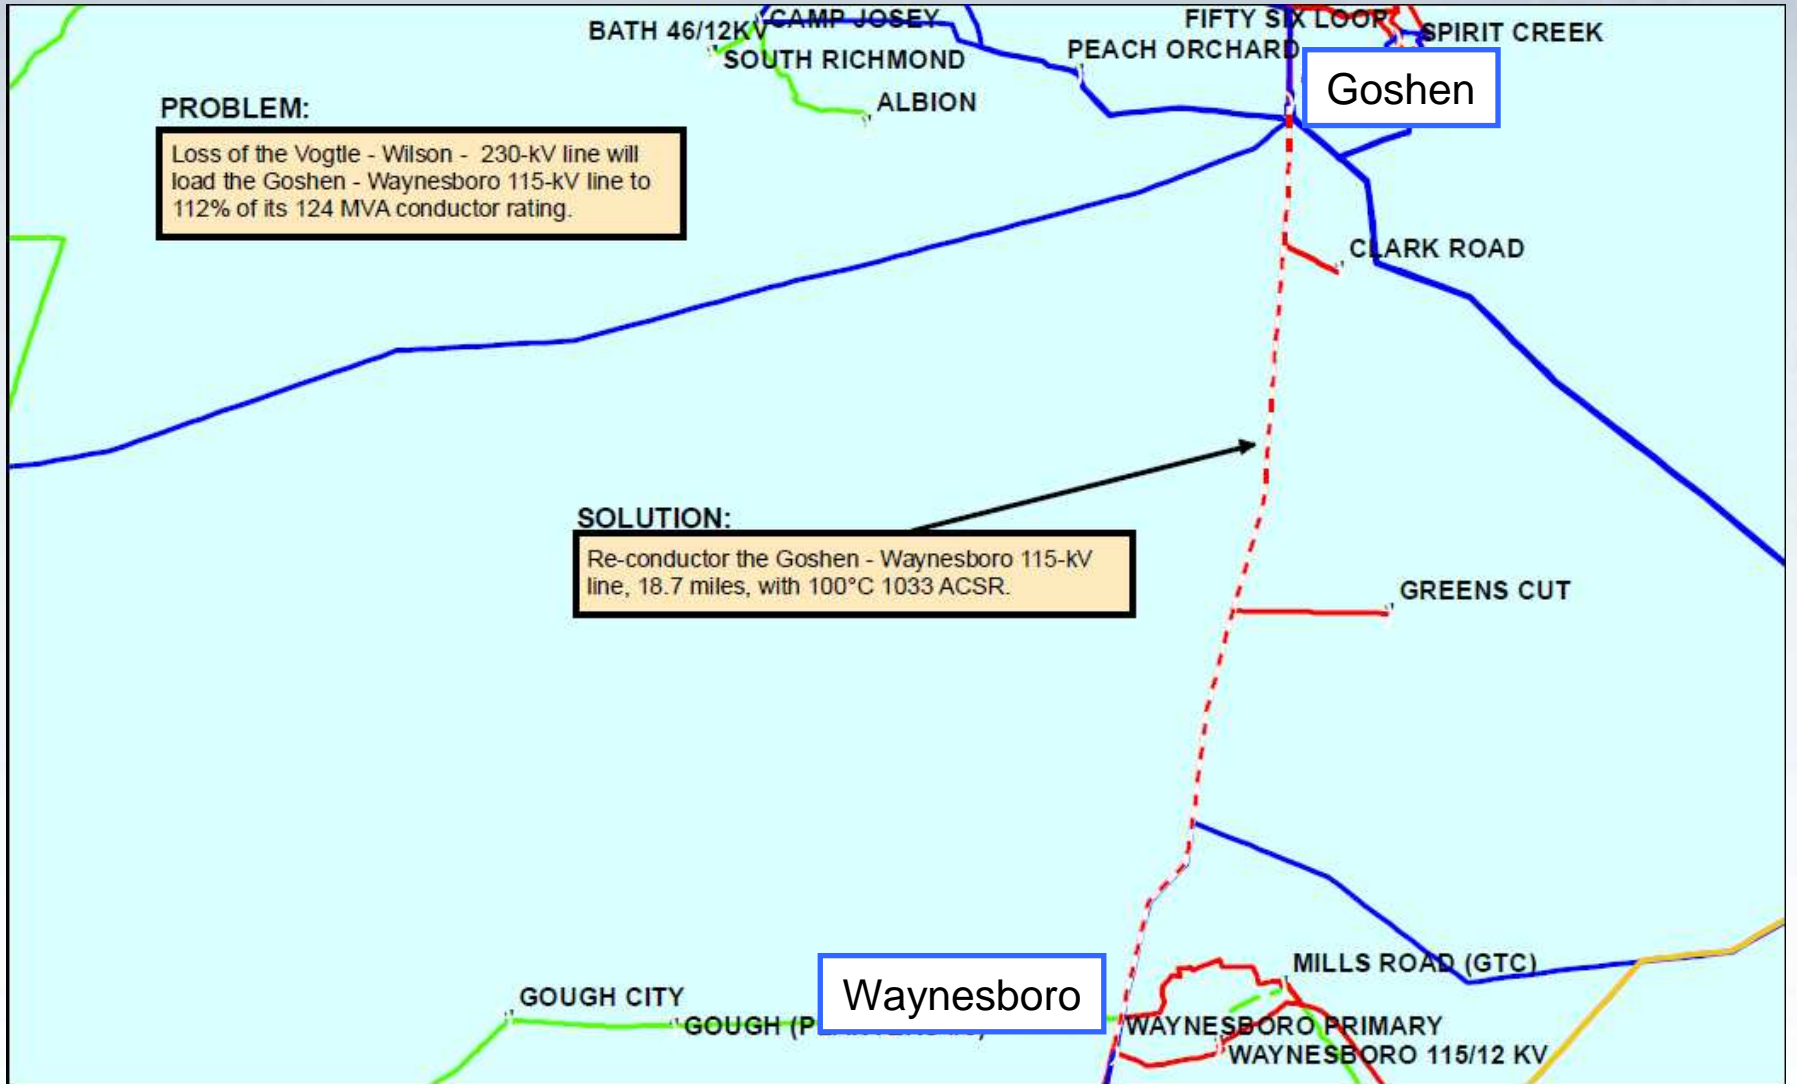 BATH 46/12KV
CAMP JOSEY
FIFTY SIX LOOP
SPIRIT CREEK
SOUTH RICHMOND
PEACH ORCHARD
Goshen
ALBION
PROBLEM:
Loss of the Vogtle - Wilson - 230-kV line will
load the Goshen - Waynesboro 115-kV line to
112% of its 124 MVA conductor rating.
CLARK ROAD
SOLUTION:
Re-conductor the Goshen - Waynesboro 115-kV
line, 18.7 miles, with 100°C 1033 ACSR.
GREENS CUT
MILLS ROAD (GTC)
Waynesboro
GOUGH CITY
GOUGH
WAYNESBORO PRIMARY
WAYNESBORO 115/12 KV